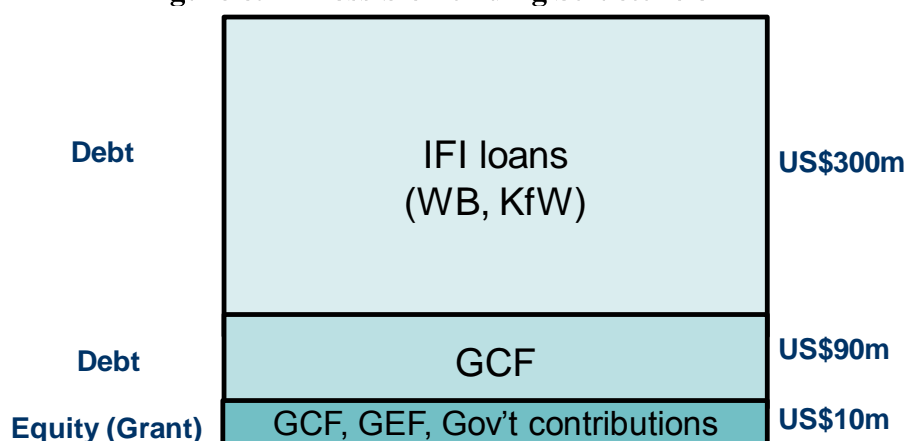 Debt
IFI loans
(WB, KfW)
US$300m
Debt
GCF
US$90m
Equity (Grant)
GCF, GEF, Gov't contributions
US$10m